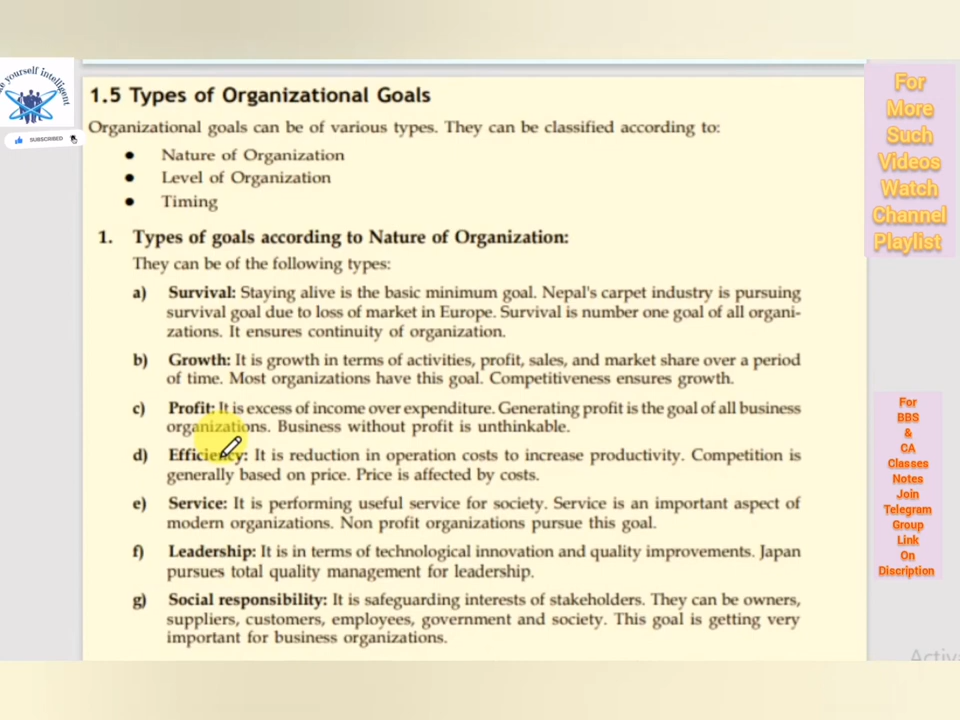 yourself intelligent
SUBSCRIBED
1.5 Types of Organizational Goals
Organizational goals can be of various types. They can be classified according to:
● Nature of Organization
● Level of Organization
● Timing
1. Types of goals according to Nature of Organization:
They can be of the following types:
a) Survival: Staying alive is the basic minimum goal. Nepal's carpet industry is pursuing
survival goal due to loss of market in Europe. Survival is number one goal of all organi-
zations. It ensures continuity of organization.
b) Growth: It is growth in terms of activities, profit, sales, and market share over a period
of time. Most organizations have this goal. Competitiveness ensures growth.
c) Profit: It is excess of income over expenditure. Generating profit is the goal of all business
organizations. Business without profit is unthinkable.
d) Efficiency: It is reduction in operation costs to increase productivity. Competition is
generally based on price. Price is affected by costs.
e) Service: It is performing useful service for society. Service is an important aspect of
modern organizations. Non profit organizations pursue this goal.
f) Leadership: It is in terms of technological innovation and quality improvements. Japan
pursues total quality management for leadership.
g) Social responsibility: It is safeguarding interests of stakeholders. They can be owners,
suppliers, customers, employees, government and society. This goal is getting very
important for business organizations.
For
More
Such
Videos
Watch
Channel
Playlist
For
BBS
&
CA
Classes
Notes
Join
Telegram
Group
Link
On
Discription